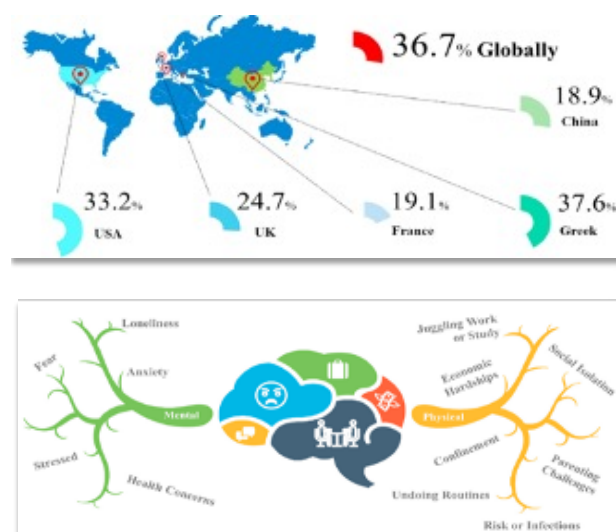 36.7% Globally
18.9%
China
33.2%
USA
24.7%
UK
19.1%
France
37.6%
Greek
Loneliness
Fear
Anxiety
Mental
Stressed
Health Concerns
Juggling Work
or Study
Social Isolation
Economic
Hardships
Physical
Confinement
Parenting
Challenges
Undoing Routines
Risk or Infections